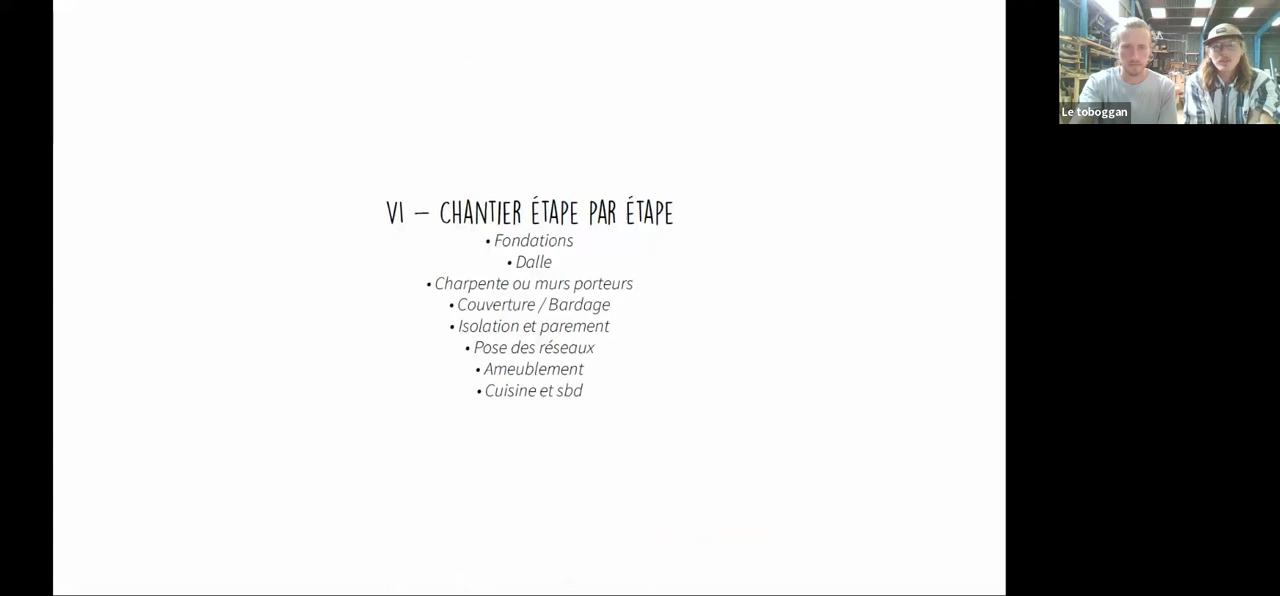 VI – CHANTIER ÉTAPE PAR ÉTAPE
• Fondations
• Dalle
• Charpente ou murs porteurs
• Couverture / Bardage
• Isolation et parement
• Pose des réseaux
• Ameublement
• Cuisine et sbd
Le toboggan